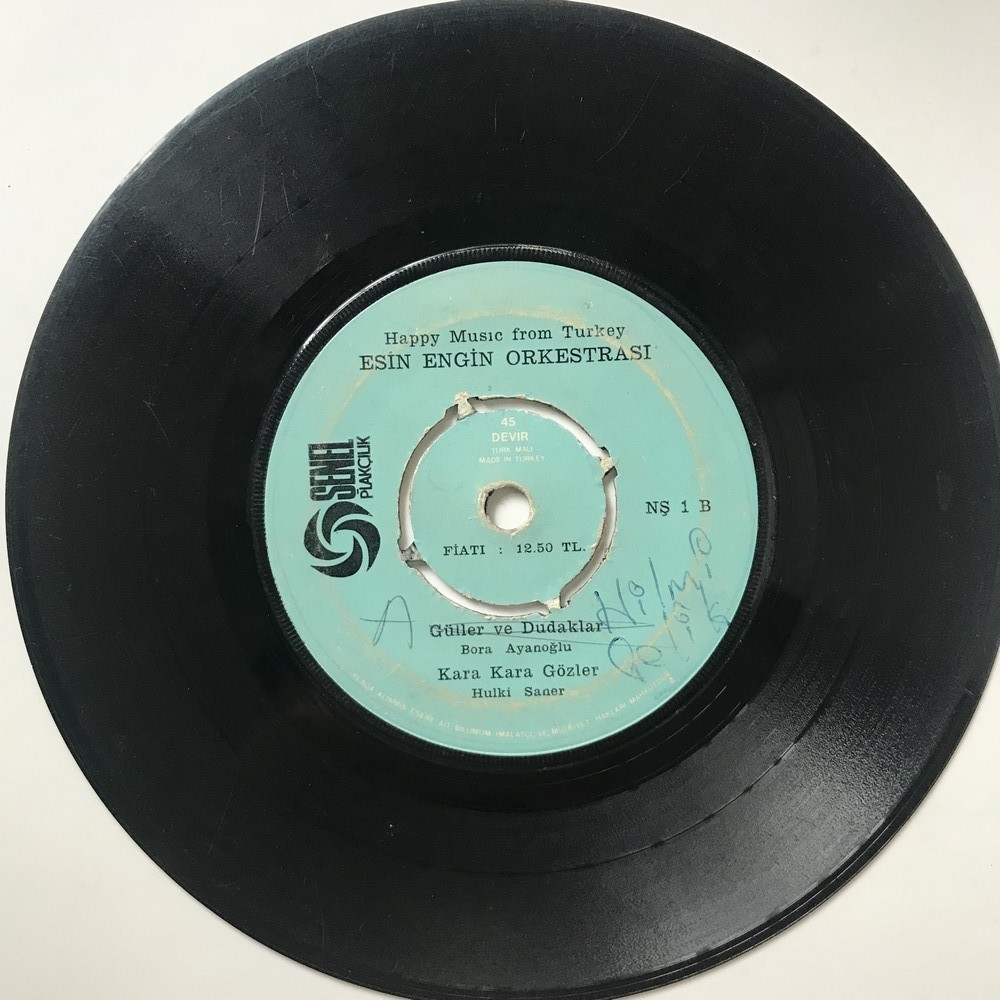 Happy Music from Turkey
ESİN ENGİN ORKESTRASI
45
DEVİR
TÜRK MALI
MADE IN TURKEY
ŞENEL
PLAKÇILIK
NŞ 1 B
FİATI : 12.50 TL.
A
Güller ve Dudaklar
Bora Ayanoğlu
Kara Kara Gözler
Hulki Saner